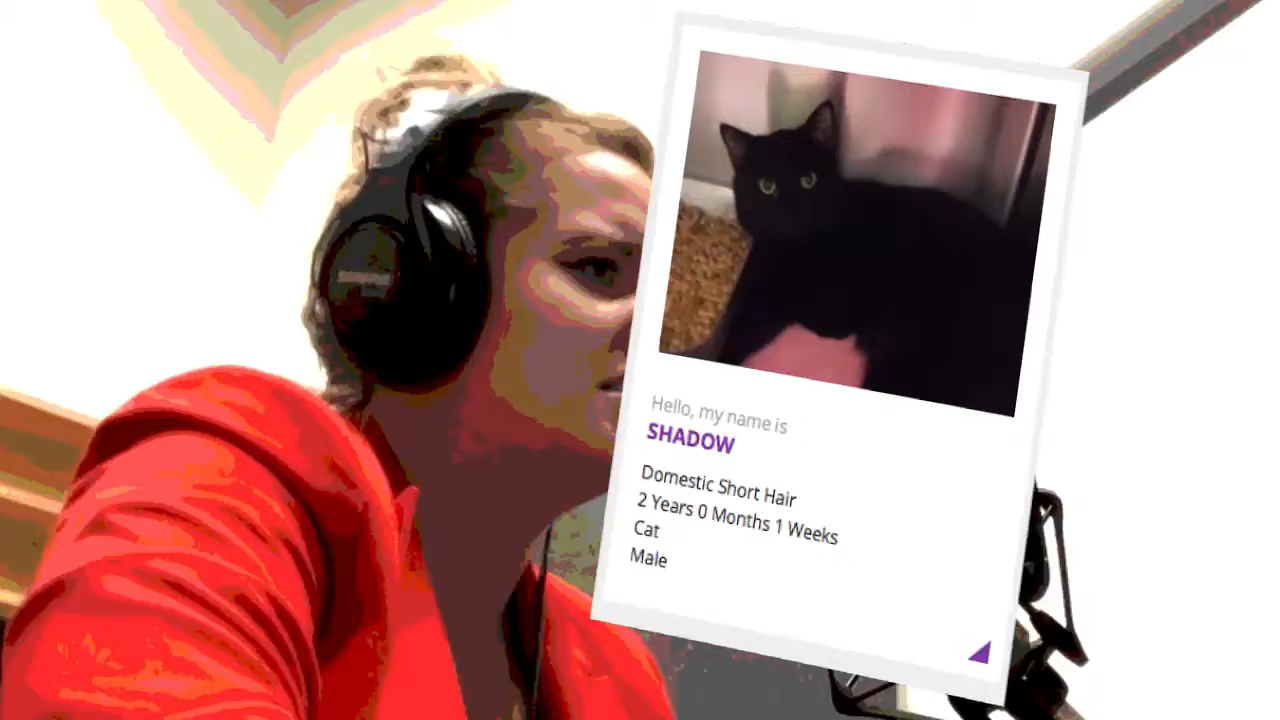 Hello, my name is
SHADOW
Domestic Short Hair
2 Years 0 Months 1 Weeks
Cat
Male